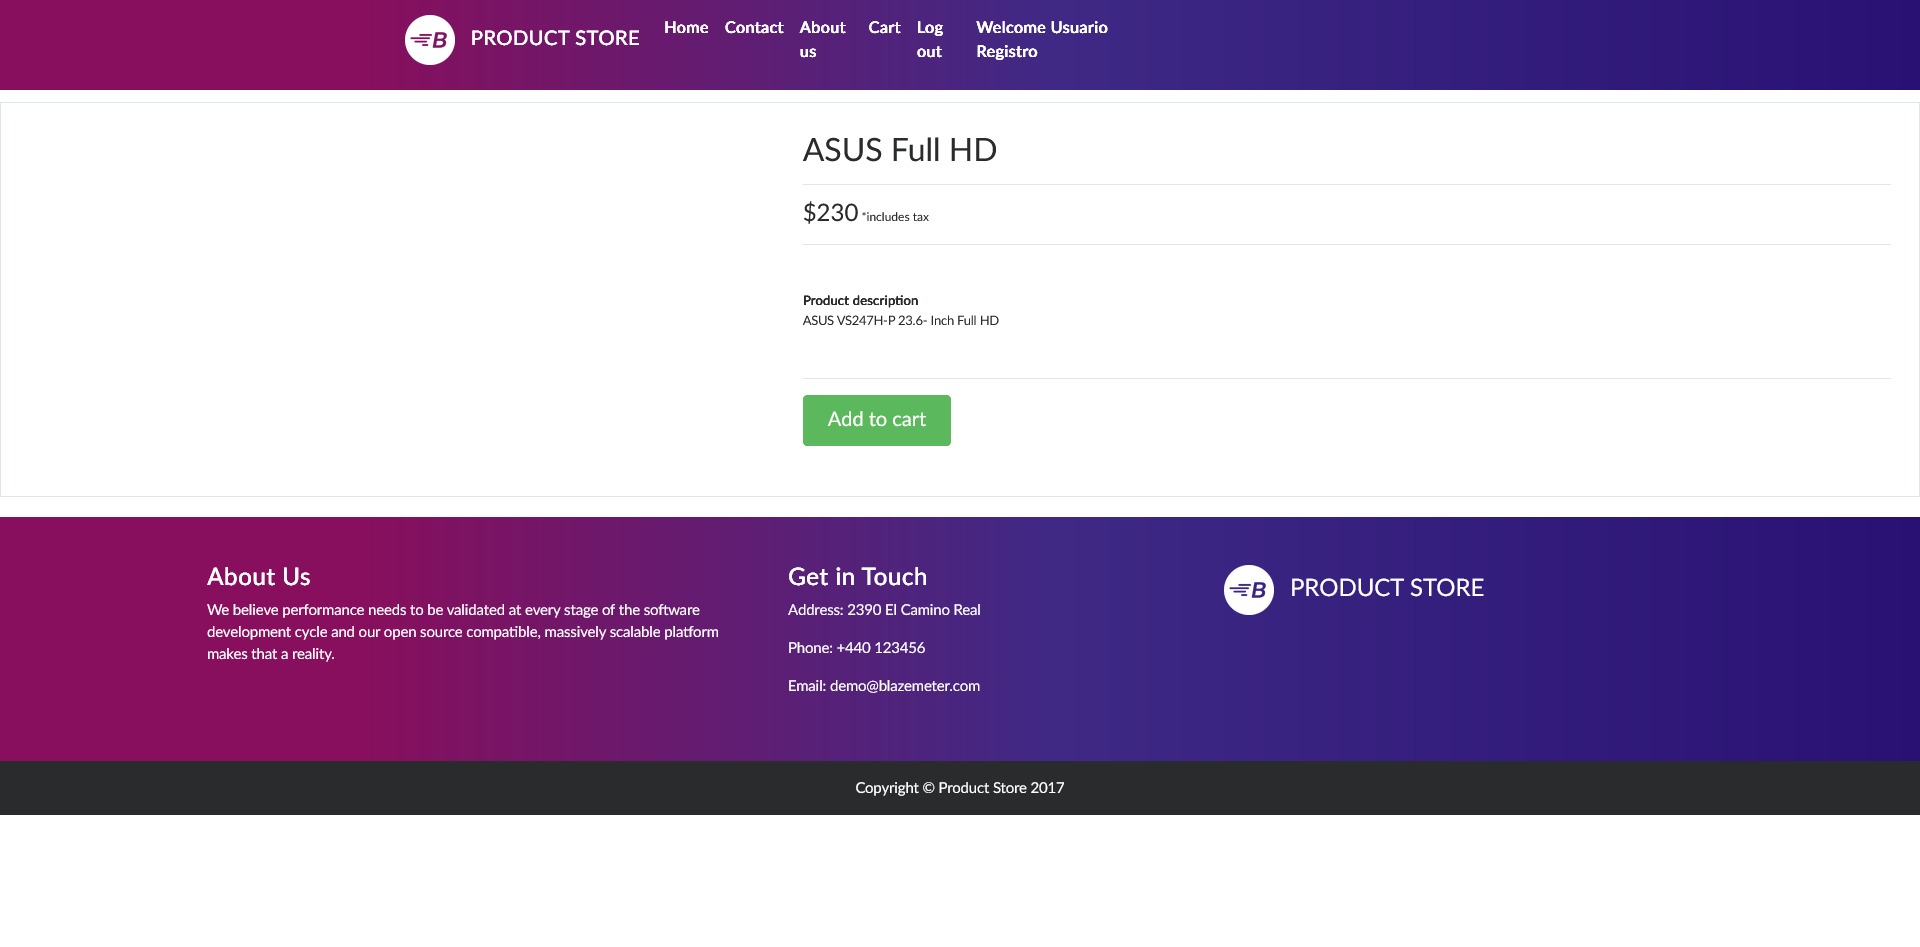 B PRODUCT STORE Home Contact About us Cart Log out Welcome Usuario Registro
ASUS Full HD
$230 *includes tax
Product description
ASUS VS247H-P 23.6- Inch Full HD
Add to cart
About Us
We believe performance needs to be validated at every stage of the software
development cycle and our open source compatible, massively scalable platform
makes that a reality.
Get in Touch
Address: 2390 El Camino Real
Phone: +440 123456
Email: demo@blazemeter.com
B PRODUCT STORE
Copyright © Product Store 2017